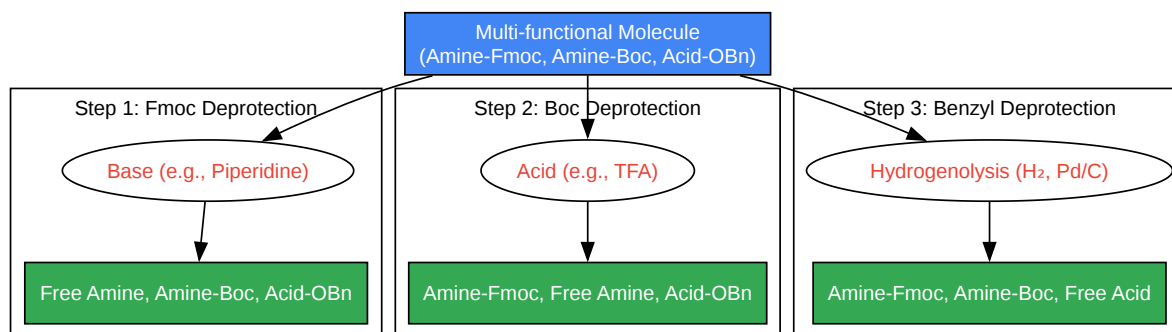 Multi-functional Molecule
(Amine-Fmoc, Amine-Boc, Acid-OBn)
Step 1: Fmoc Deprotection
Step 2: Boc Deprotection
Step 3: Benzyl Deprotection
Base (e.g., Piperidine)
Acid (e.g., TFA)
Hydrogenolysis (H₂, Pd/C)
Free Amine, Amine-Boc, Acid-OBn
Amine-Fmoc, Free Amine, Acid-OBn
Amine-Fmoc, Amine-Boc, Free Acid